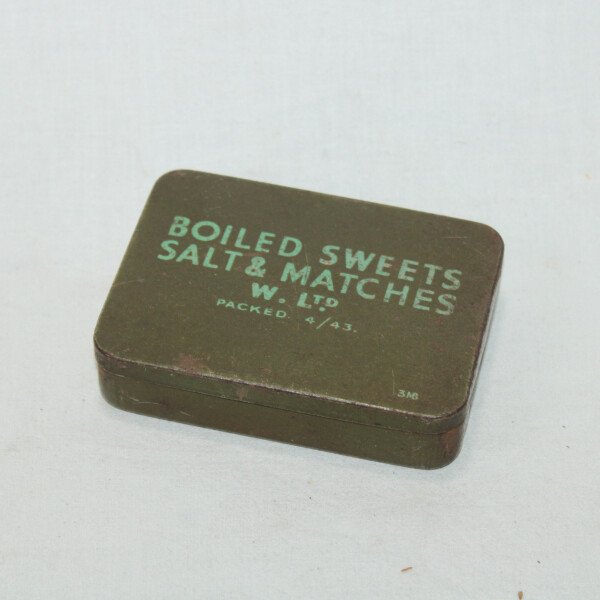 BOILED SWEETS
SALT & MATCHES
W. LTD
PACKED. 4/43.